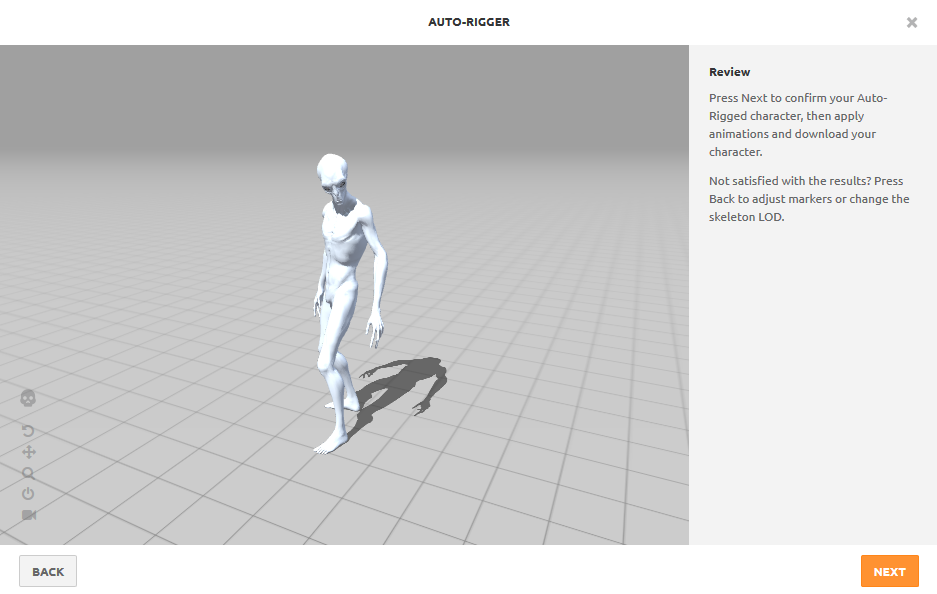 AUTO-RIGGER
Review
Press Next to confirm your Auto-
Rigged character, then apply
animations and download your
character.
Not satisfied with the results? Press
Back to adjust markers or change the
skeleton LOD.
BACK
NEXT